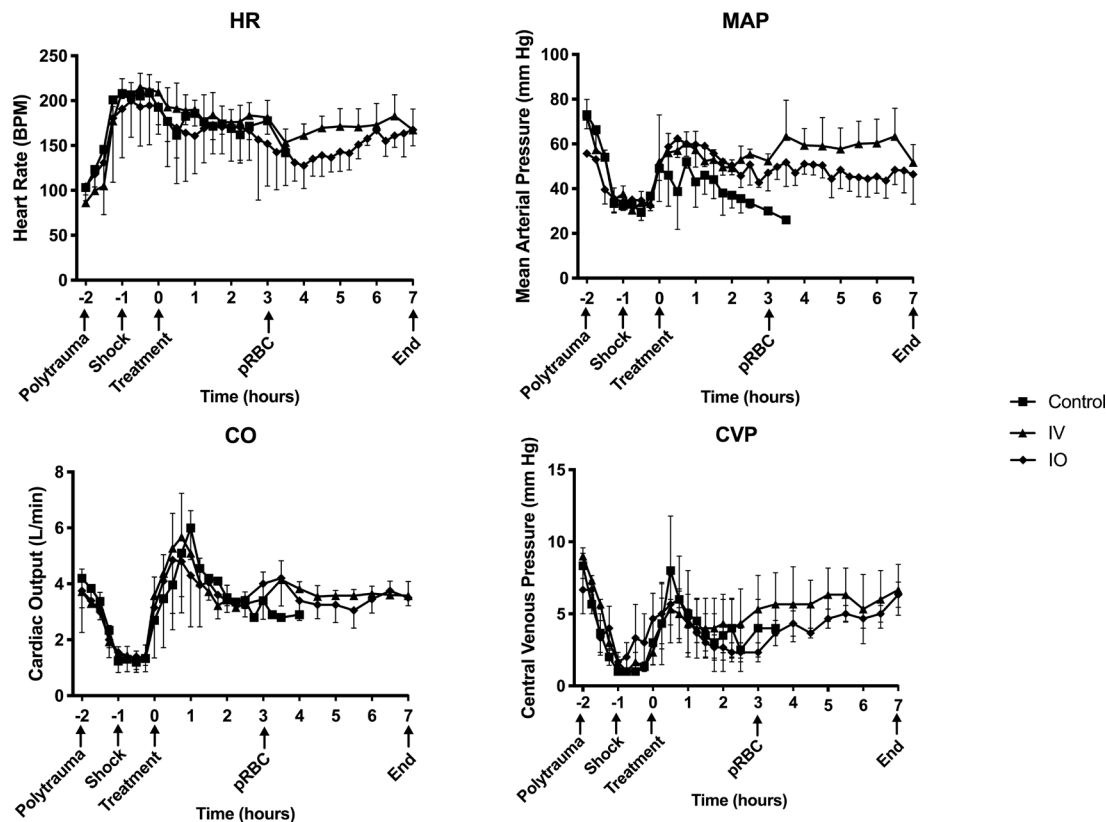 HR
Heart Rate (BPM)
250
200
150
100
50
0
-2 -1 0 1 2 3 4 5 6 7
Polytrauma Shock Treatment pRBC End
Time (hours)
MAP
Mean Arterial Pressure (mm Hg)
100
80
60
40
20
0
-2 -1 0 1 2 3 4 5 6 7
Polytrauma Shock Treatment pRBC End
Time (hours)
Control
IV
IO
CO
Cardiac Output (L/min)
8
6
4
2
0
-2 -1 0 1 2 3 4 5 6 7
Polytrauma Shock Treatment pRBC End
Time (hours)
CVP
Central Venous Pressure (mm Hg)
15
10
5
0
-2 -1 0 1 2 3 4 5 6 7
Polytrauma Shock Treatment pRBC End
Time (hours)